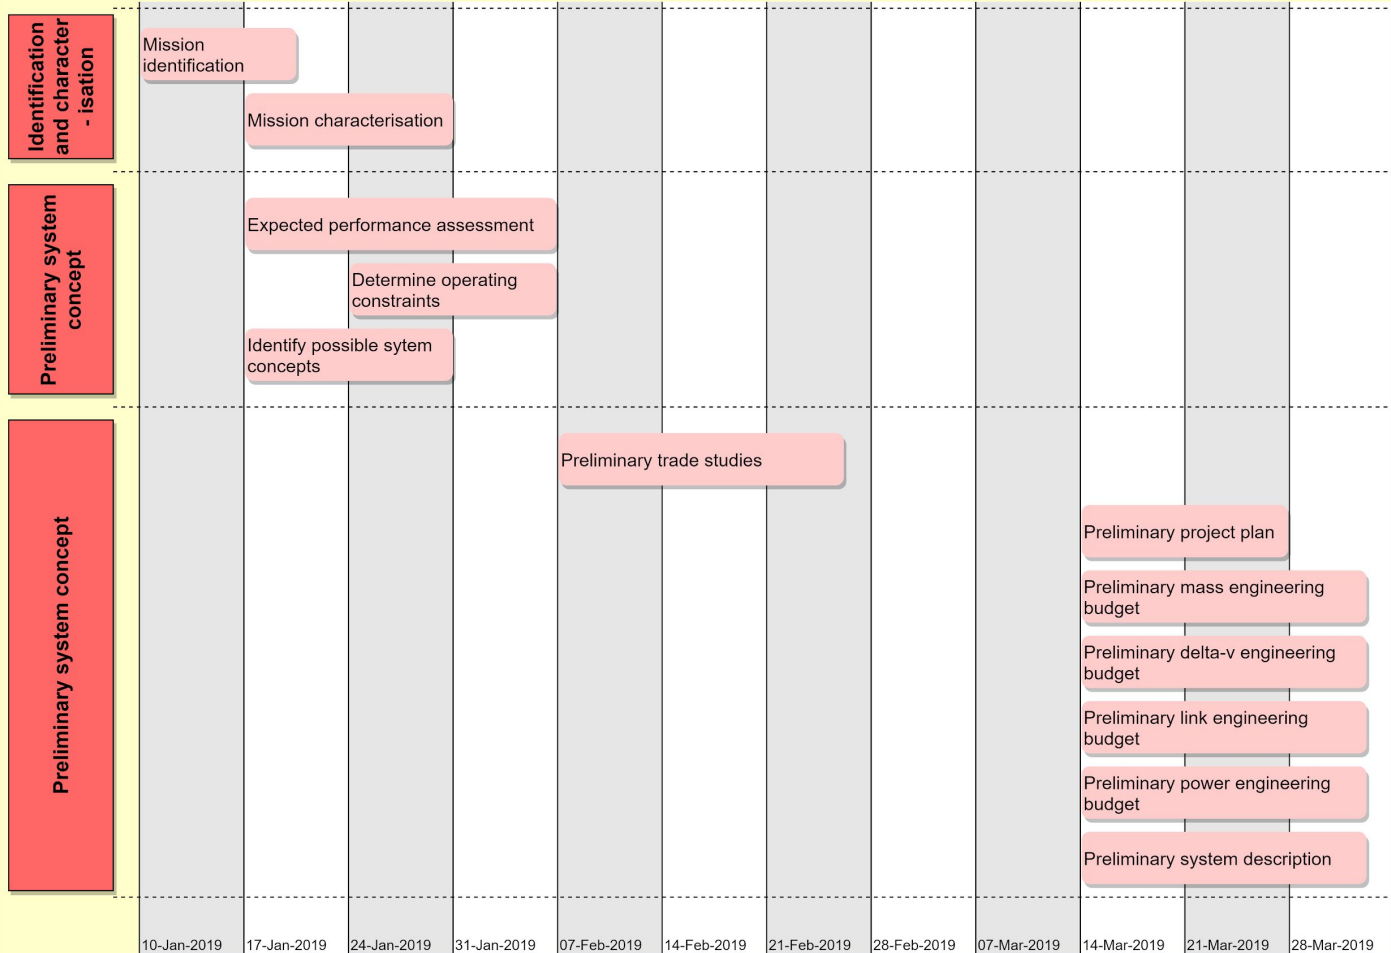 Identification
and character
- isation
Mission
identification
Mission characterisation
Preliminary system
concept
Expected performance assessment
Determine operating
constraints
Identify possible sytem
concepts
Preliminary system concept
Preliminary trade studies
Preliminary project plan
Preliminary mass engineering
budget
Preliminary delta-v engineering
budget
Preliminary link engineering
budget
Preliminary power engineering
budget
Preliminary system description
10-Jan-2019 17-Jan-2019 24-Jan-2019 31-Jan-2019 07-Feb-2019 14-Feb-2019 21-Feb-2019 28-Feb-2019 07-Mar-2019 14-Mar-2019 21-Mar-2019 28-Mar-2019